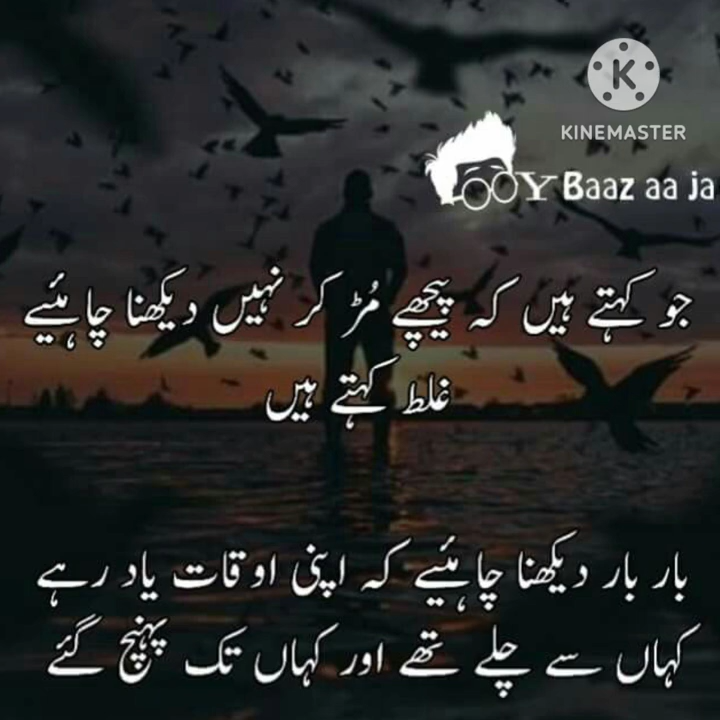 KINEMASTER
OOY Baaz aa ja
جو کہتے ہیں کہ پیچھے مُڑ کر نہیں دیکھنا چاہئیے
غلط کہتے ہیں
بار بار دیکھنا چاہئیے کہ اپنی اوقات یاد رہے
کہاں سے چلے تھے اور کہاں تک پہنچ گئے